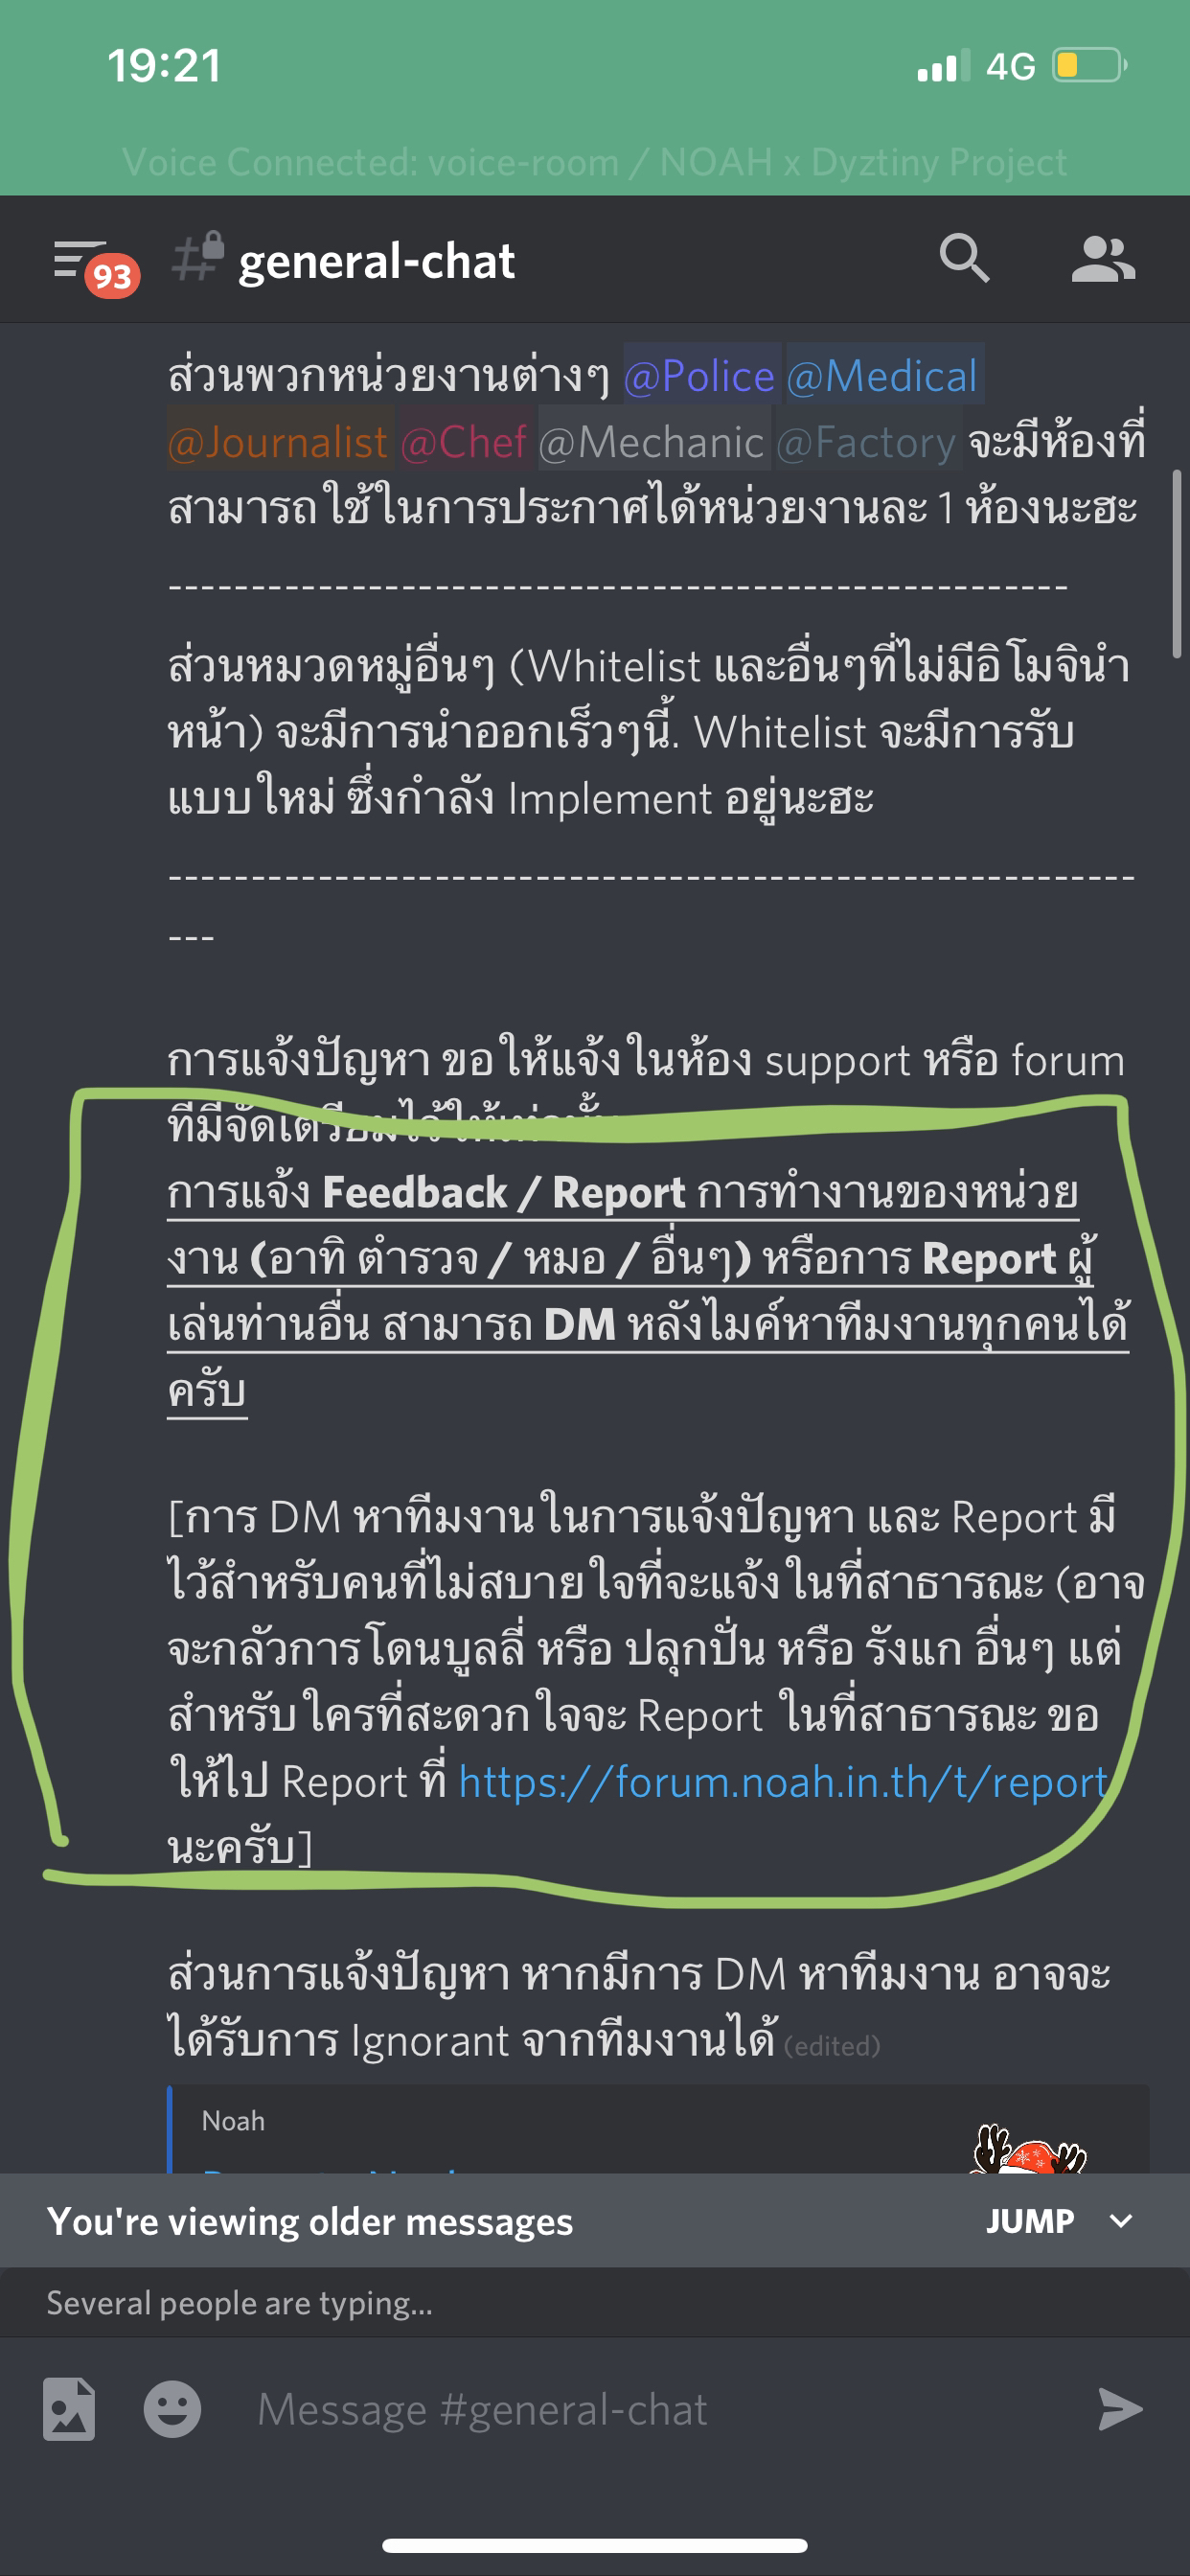 19:21
4G
Voice Connected: voice-room / NOAH x Dyztiny Project
93
general-chat
ส่วนพวกหน่วยงานต่างๆ @Police @Medical
@Journalist @Chef @Mechanic @Factory จะมีห้องที่
สามารถใช้ในการประกาศได้หน่วยงานละ 1 ห้องนะฮะ
-------------------------------------------------------
ส่วนหมวดหมู่อื่นๆ (Whitelist และอื่นๆที่ไม่มีอิโมจินำ
หน้า) จะมีการนำออกเร็วๆนี้. Whitelist จะมีการรับ
แบบใหม่ ซึ่งกำลัง Implement อยู่นะฮะ
-----------------------------------------------------------
---
การแจ้งปัญหา ขอให้แจ้งในห้อง support หรือ forum
ที่มีจัดเตรียมไว้ให้เท่านั้น
การแจ้ง Feedback / Report การทำงานของหน่วย
งาน (อาทิ ตำรวจ / หมอ / อื่นๆ) หรือการ Report ผู้
เล่นท่านอื่น สามารถ DM หลังไมค์หาทีมงานทุกคนได้
ครับ
[การ DM หาทีมงานในการแจ้งปัญหา และ Report มี
ไว้สำหรับคนที่ไม่สบายใจที่จะแจ้งในที่สาธารณะ (อาจ
จะกลัวการโดนบูลลี่ หรือ ปลุกปั่น หรือ รังแก อื่นๆ แต่
สำหรับใครที่สะดวกใจจะ Report ในที่สาธารณะ ขอ
ให้ไป Report ที่ https://forum.noah.in.th/t/report
นะครับ]
ส่วนการแจ้งปัญหา หากมีการ DM หาทีมงาน อาจจะ
ได้รับการ Ignorant จากทีมงานได้ (edited)
Noah
You're viewing older messages
JUMP
Several people are typing...
Message #general-chat